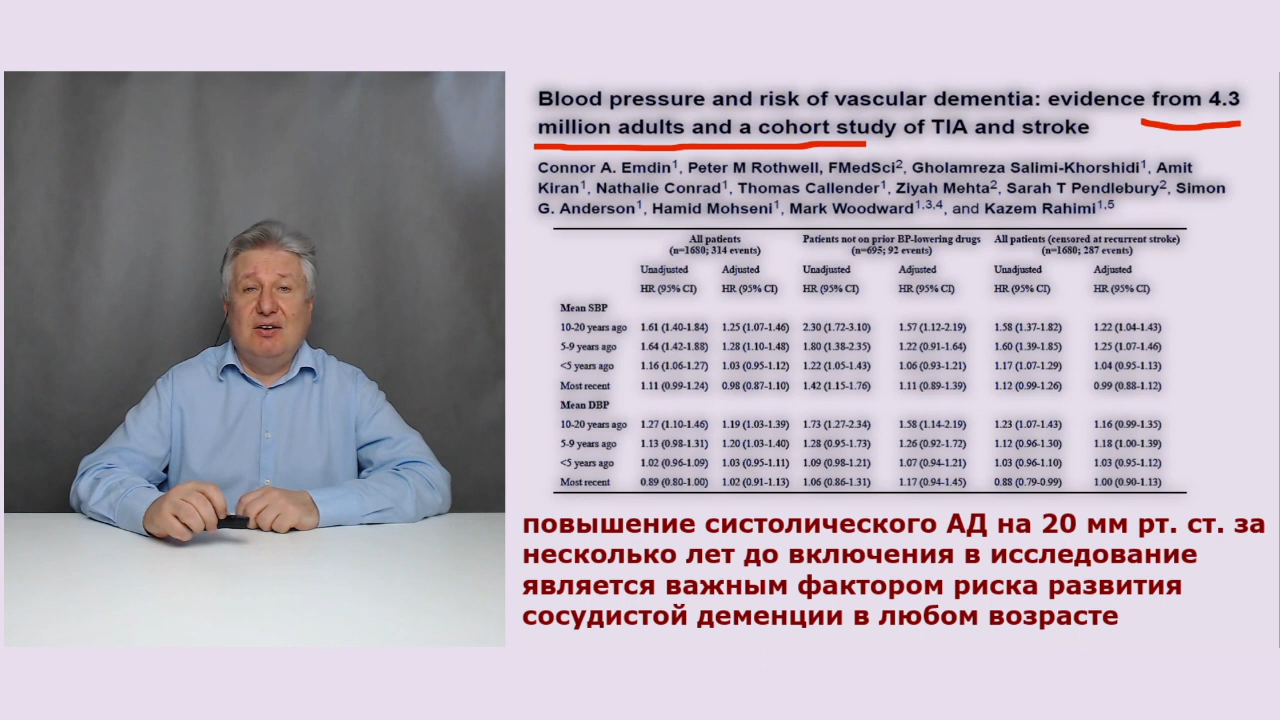 Blood pressure and risk of vascular dementia: evidence from 4.3
million adults and a cohort study of TIA and stroke
Connor A. Emdin1, Peter M Rothwell, FMedSci2, Gholamreza Salimi-Khorshidi1, Amit
Kiran1, Nathalie Conrad1, Thomas Callender1, Ziyah Mehta2, Sarah T Pendlebury2, Simon
G. Anderson1, Hamid Mohseni1, Mark Woodward1,3,4, and Kazem Rahimi1,5
All patients Patients not on prior BP-lowering drugs All patients (censored at recurrent stroke)
(n=1680; 314 events) (n=695; 92 events) (n=1680; 287 events)
Unadjusted Adjusted Unadjusted Adjusted Unadjusted Adjusted
HR (95% CI) HR (95% CI) HR (95% CI) HR (95% CI) HR (95% CI) HR (95% CI)
Mean SBP
10-20 years ago 1.61 (1.40-1.84) 1.25 (1.07-1.46) 2.30 (1.72-3.10) 1.57 (1.12-2.19) 1.58 (1.37-1.82) 1.22 (1.04-1.43)
5-9 years ago 1.64 (1.42-1.88) 1.28 (1.10-1.48) 1.80 (1.38-2.35) 1.22 (0.91-1.64) 1.60 (1.39-1.85) 1.25 (1.07-1.46)
<5 years ago 1.16 (1.06-1.27) 1.03 (0.95-1.12) 1.22 (1.05-1.43) 1.06 (0.93-1.21) 1.17 (1.07-1.29) 1.04 (0.95-1.13)
Most recent 1.11 (0.99-1.24) 0.98 (0.87-1.10) 1.42 (1.15-1.76) 1.11 (0.89-1.39) 1.12 (0.99-1.26) 0.99 (0.88-1.12)
Mean DBP
10-20 years ago 1.27 (1.10-1.46) 1.19 (1.03-1.39) 1.73 (1.27-2.34) 1.58 (1.14-2.19) 1.23 (1.07-1.43) 1.16 (0.99-1.35)
5-9 years ago 1.13 (0.98-1.31) 1.20 (1.03-1.40) 1.28 (0.95-1.73) 1.26 (0.92-1.72) 1.12 (0.96-1.30) 1.18 (1.00-1.39)
<5 years ago 1.02 (0.96-1.09) 1.03 (0.95-1.11) 1.09 (0.98-1.21) 1.07 (0.94-1.21) 1.03 (0.96-1.10) 1.03 (0.95-1.12)
Most recent 0.89 (0.80-1.00) 1.02 (0.91-1.13) 1.06 (0.86-1.31) 1.17 (0.94-1.45) 0.88 (0.79-0.99) 1.00 (0.90-1.13)
повышение систолического АД на 20 мм рт. ст. за
несколько лет до включения в исследование
является важным фактором риска развития
сосудистой деменции в любом возрасте